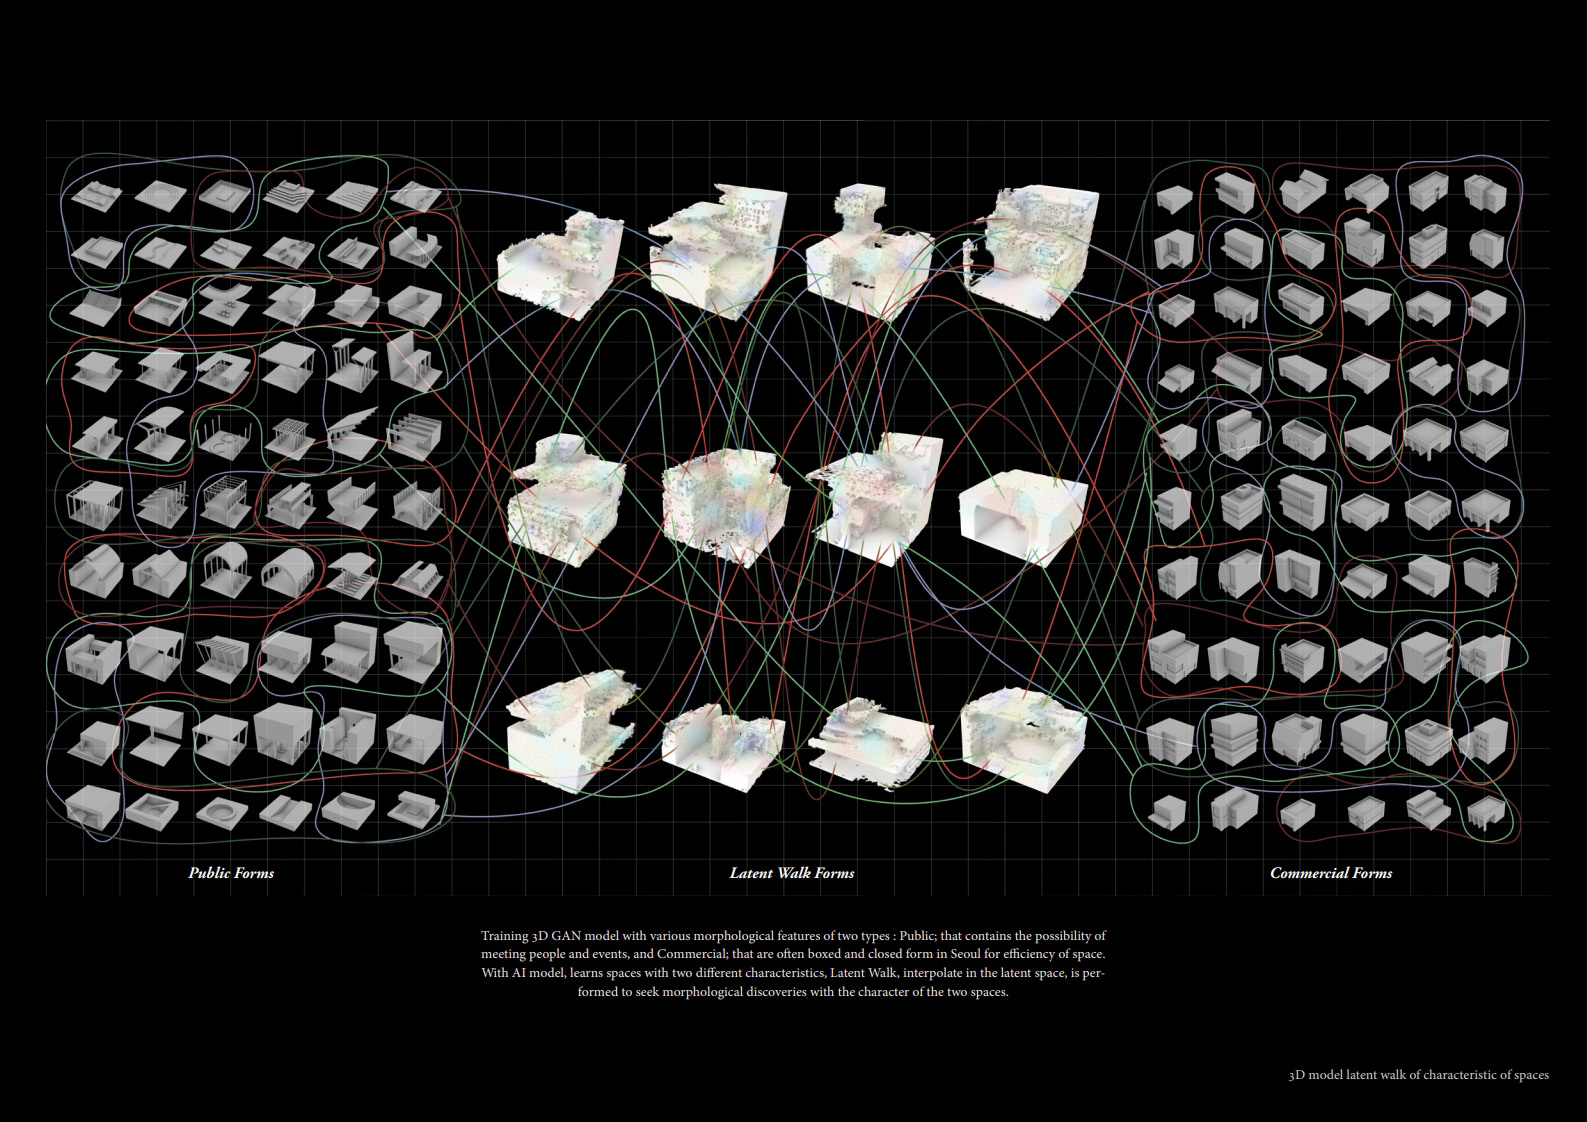 Public Forms
Latent Walk Forms
Commercial Forms
Training 3D GAN model with various morphological features of two types : Public; that contains the possibility of
meeting people and events, and Commercial; that are often boxed and closed form in Seoul for efficiency of space.
With AI model, learns spaces with two different characteristics, Latent Walk, interpolate in the latent space, is per-
formed to seek morphological discoveries with the character of the two spaces.
3D model latent walk of characteristic of spaces